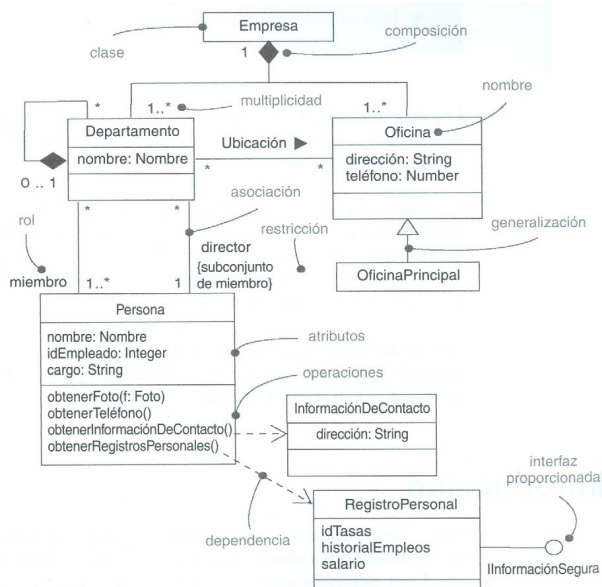 Empresa
clase
1
composición
*
1..*
multiplicidad
1..*
nombre
Departamento
nombre: Nombre
Ubicación ▶
*
*
Oficina
dirección: String
teléfono: Number
0 .. 1
*
*
asociación
rol
restricción
generalización
director
{subconjunto
de miembro}
miembro
1..*
1
OficinaPrincipal
Persona
nombre: Nombre
idEmpleado: Integer
cargo: String
atributos
operaciones
obtenerFoto(f: Foto)
obtenerTeléfono()
obtenerInformaciónDeContacto()
obtenerRegistrosPersonales()
InformaciónDeContacto
dirección: String
interfaz
proporcionada
dependencia
RegistroPersonal
idTasas
historialEmpleos
salario
IInformaciónSegura